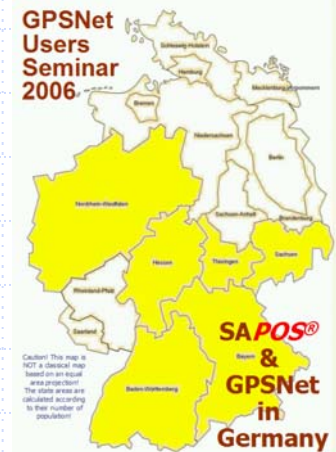 GPSNet
Users
Seminar
2006
Schleswig-Holstein
Hamburg
Mecklenburg-Vorpommern
Bremen
Niedersachsen
Berlin
Nordrhein-Westfalen
Sachsen-Anhalt
Brandenburg
Hessen
Thüringen
Sachsen
Rheinland-Pfalz
Saarland
Bayern
Baden-Württemberg
SAPOS®
&
GPSNet
in
Germany
Caution! This map is
NOT a classical map
based on an equal
area projection!
The state areas are
calculated according
to their number of
population!